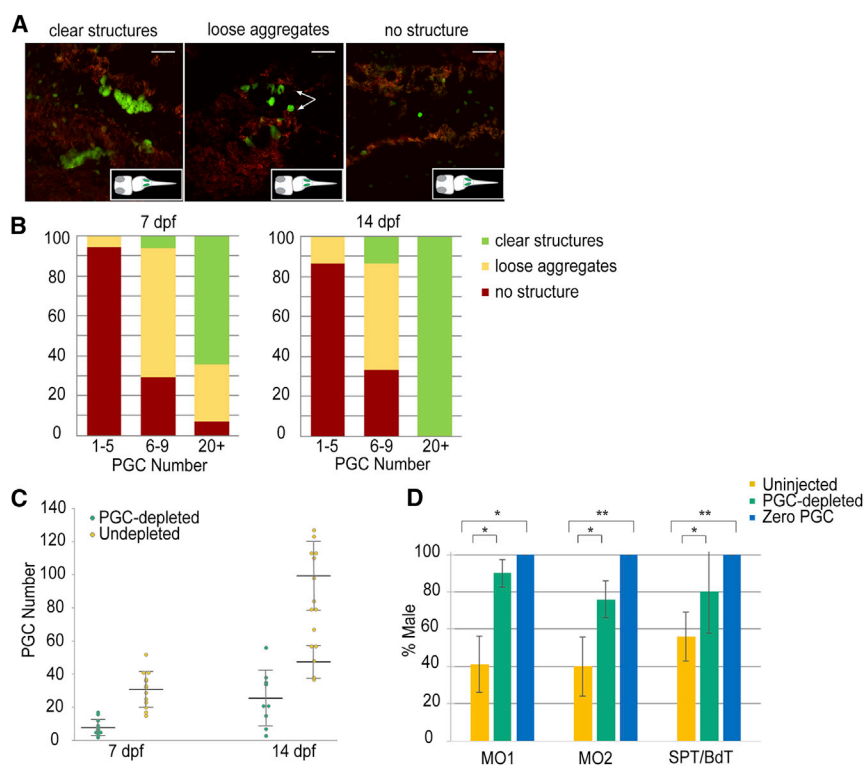 A
clear structures
loose aggregates
no structure
B
7 dpf
14 dpf
100
80
60
40
20
0
1-5
6-9
20+
PGC Number
100
80
60
40
20
0
1-5
6-9
20+
PGC Number
clear structures
loose aggregates
no structure
C
PGC Number
140
120
100
80
60
40
20
0
PGC-depleted
Undepleted
7 dpf
14 dpf
D
Uninjected
PGC-depleted
Zero PGC
* ** **
* * *
% Male
100
80
60
40
20
0
MO1
MO2
SPT/BdT